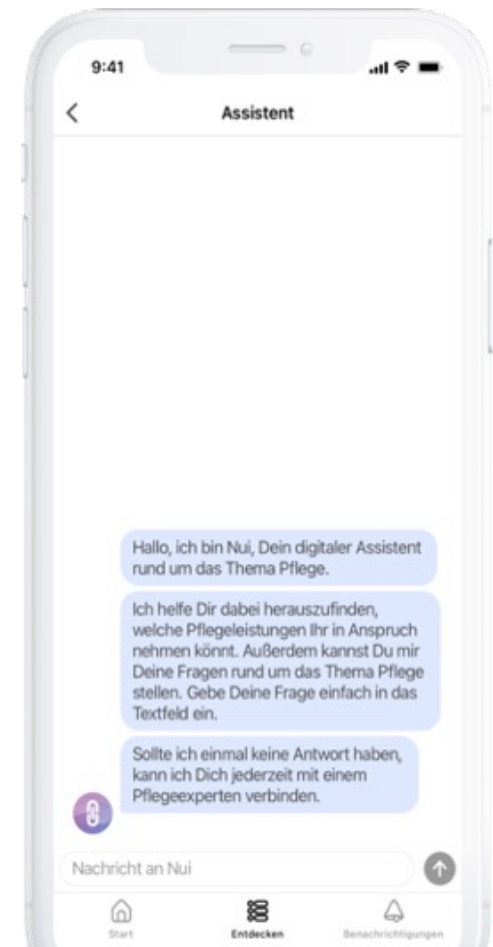 9:41
Assistent
Hallo, ich bin Nui, Dein digitaler Assistent
rund um das Thema Pflege.
Ich helfe Dir dabei herauszufinden,
welche Pflegeleistungen Ihr in Anspruch
nehmen könnt. Außerdem kannst Du mir
Deine Fragen rund um das Thema Pflege
stellen. Gebe Deine Frage einfach in das
Textfeld ein.
Sollte ich einmal keine Antwort haben,
kann ich Dich jederzeit mit einem
Pflegeexperten verbinden.
Nachricht an Nui
Start Entdecken Benachrichtigungen